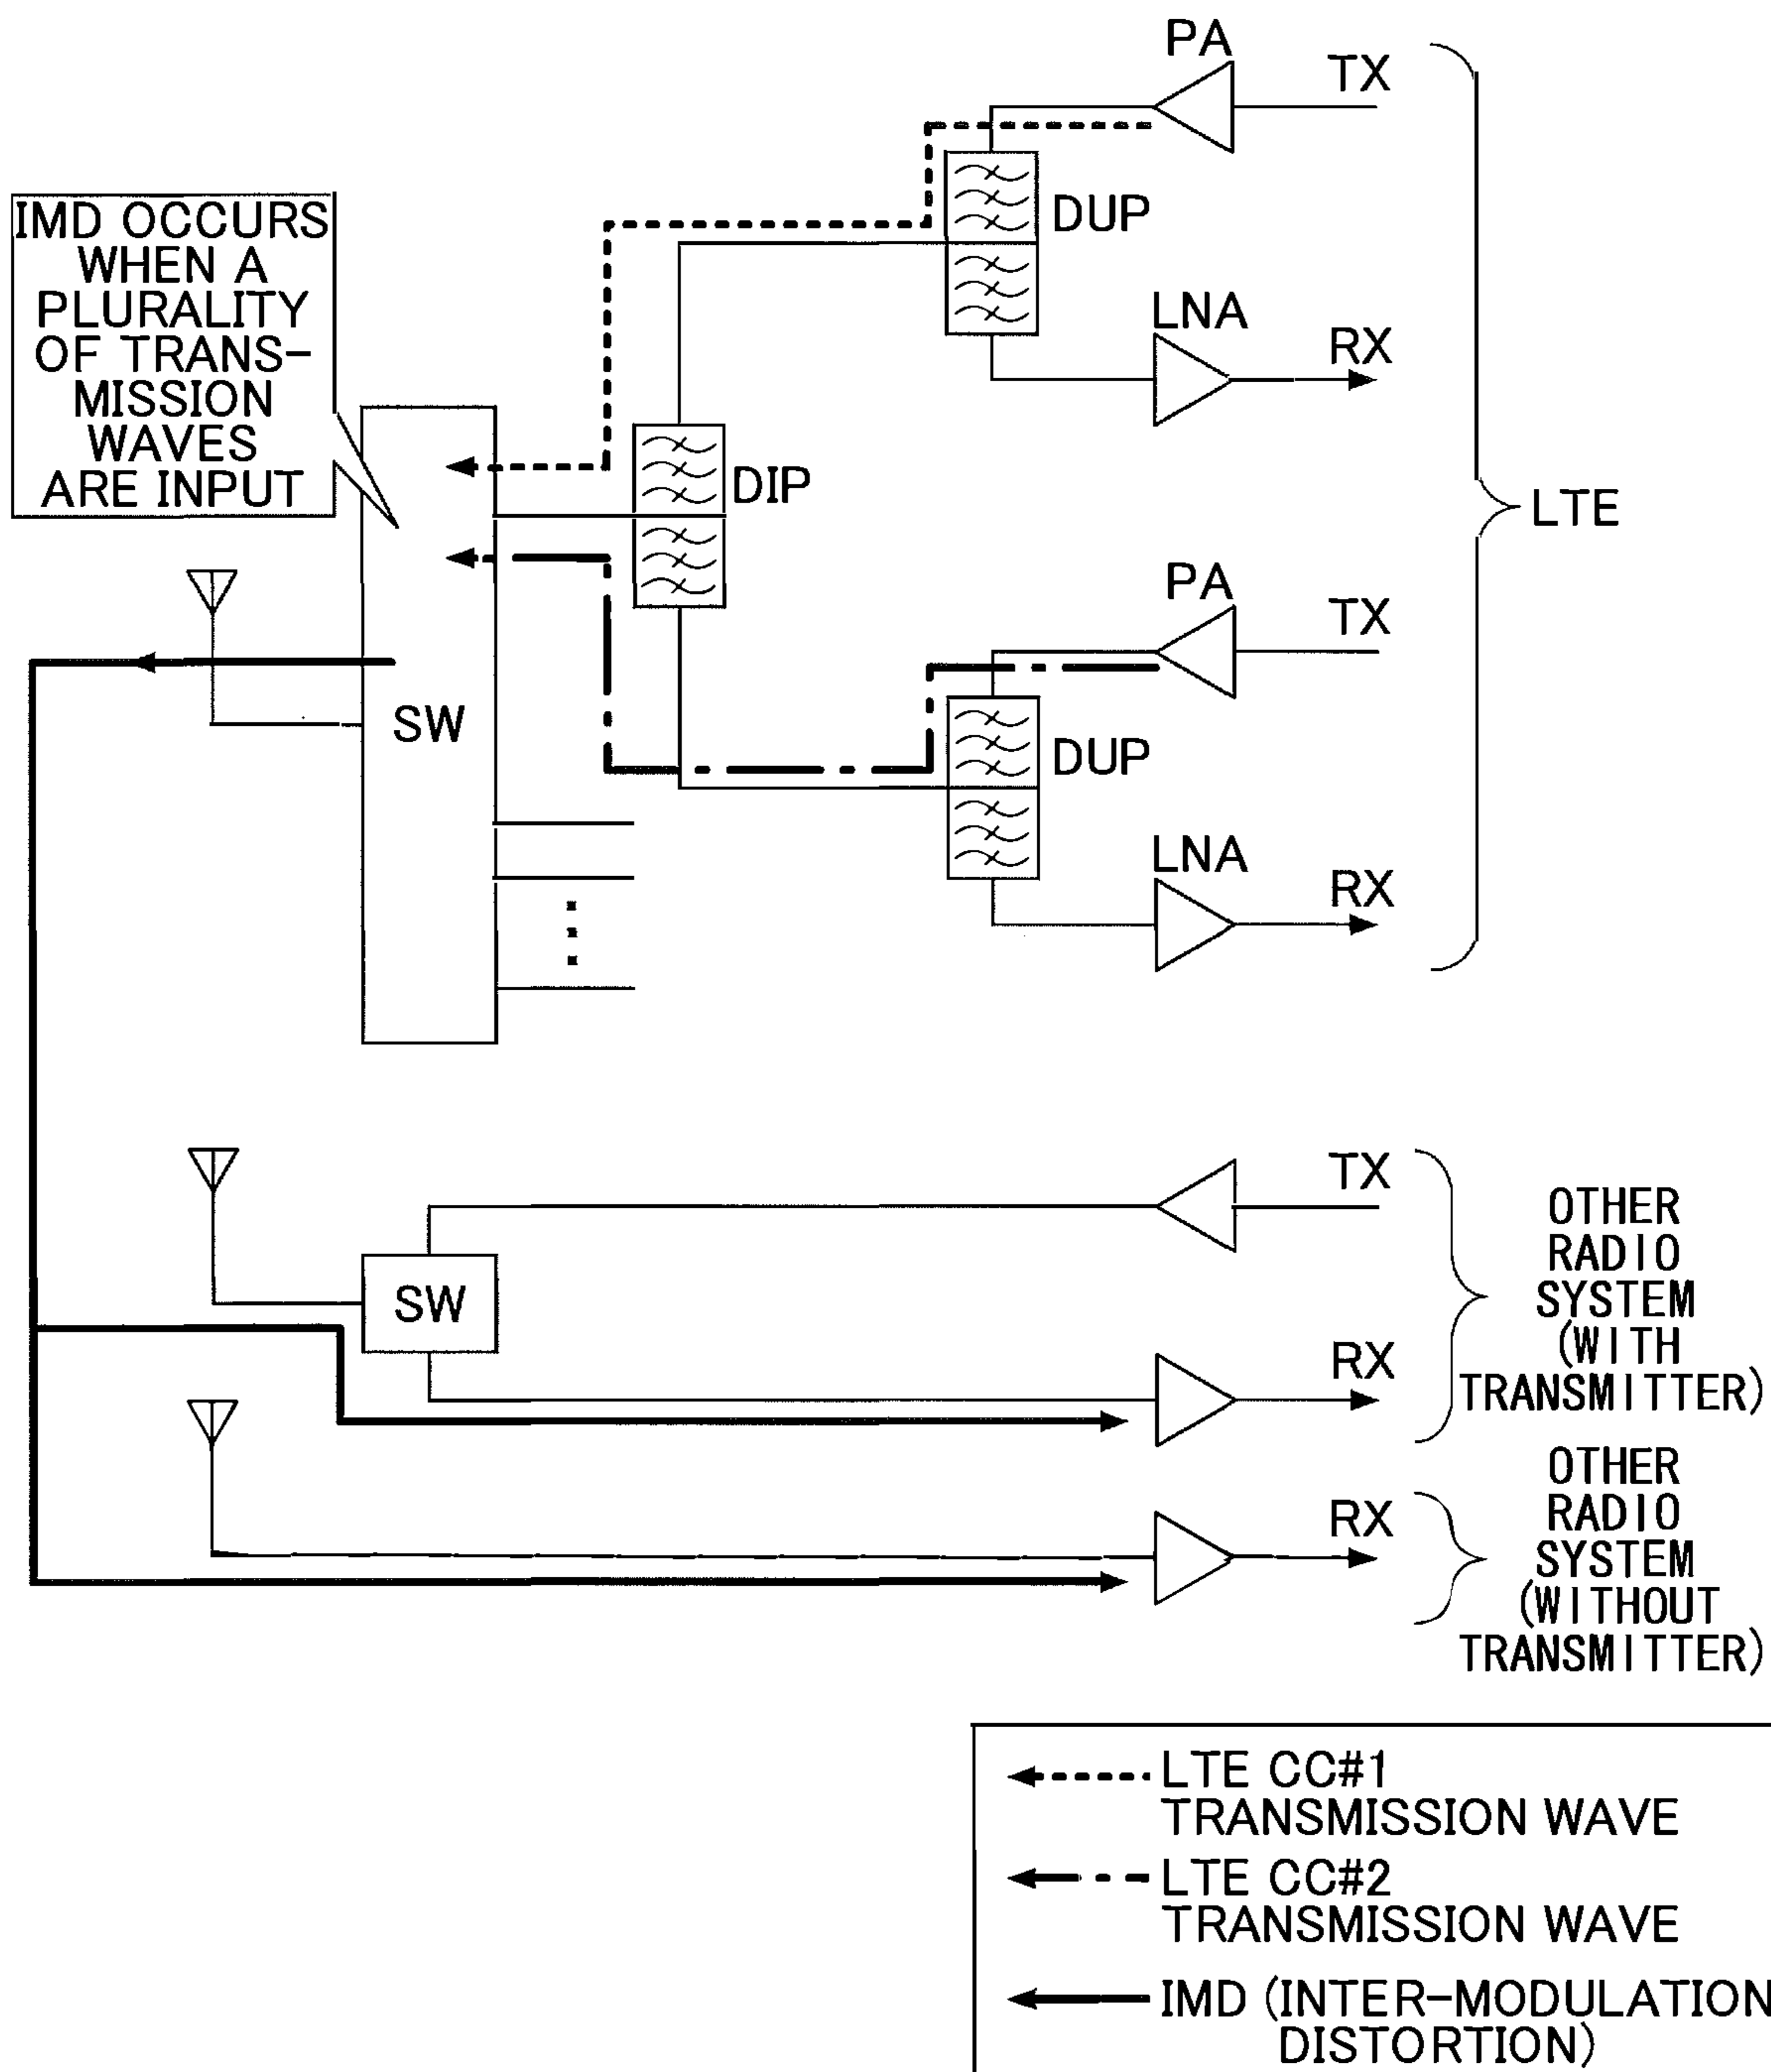 PA
TX
IMD OCCURS
WHEN A
PLURALITY
OF TRANS-
MISSION
WAVES
ARE INPUT
DUP
LNA
RX
DIP
LTE
PA
TX
SW
DUP
LNA
RX
TX
SW
RX
OTHER
RADIO
SYSTEM
(WITH
TRANSMITTER)
RX
OTHER
RADIO
SYSTEM
(WITHOUT
TRANSMITTER)
LTE CC#1
TRANSMISSION WAVE
LTE CC#2
TRANSMISSION WAVE
IMD (INTER-MODULATION
DISTORTION)